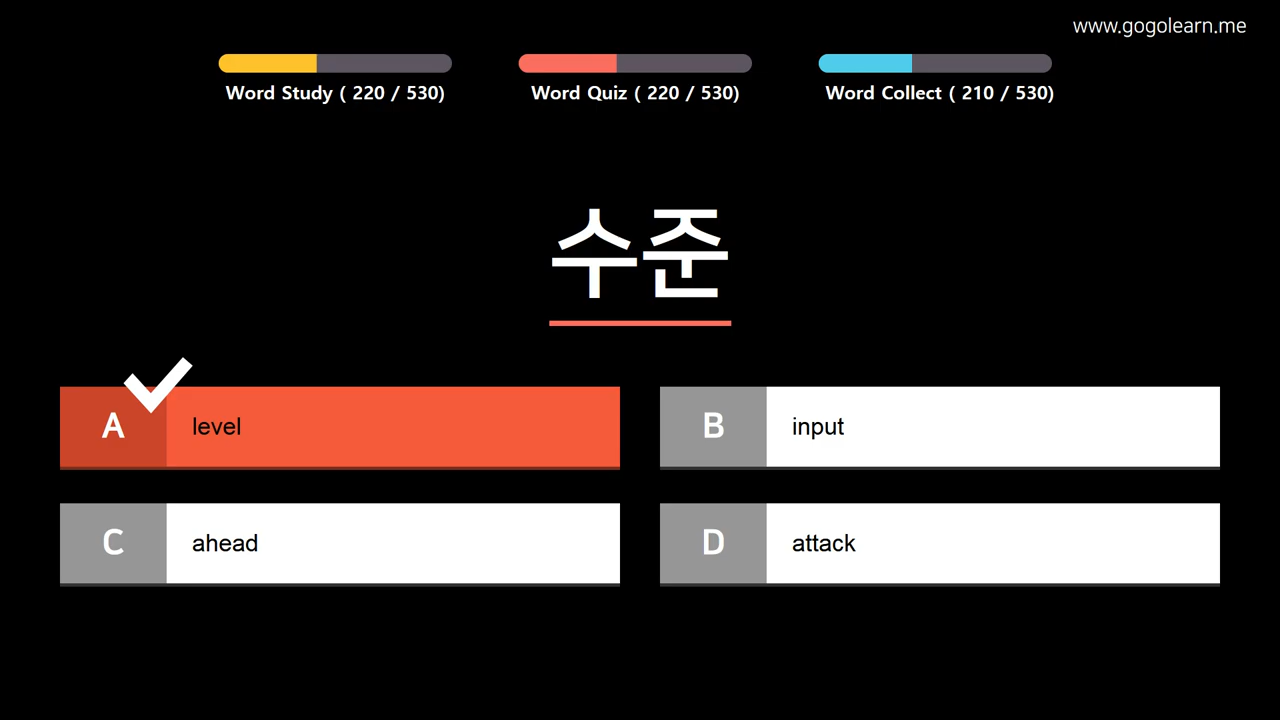 www.gogolearn.me
Word Study ( 220 / 530)
Word Quiz ( 220 / 530)
Word Collect ( 210 / 530)
수준
A level
B input
C ahead
D attack